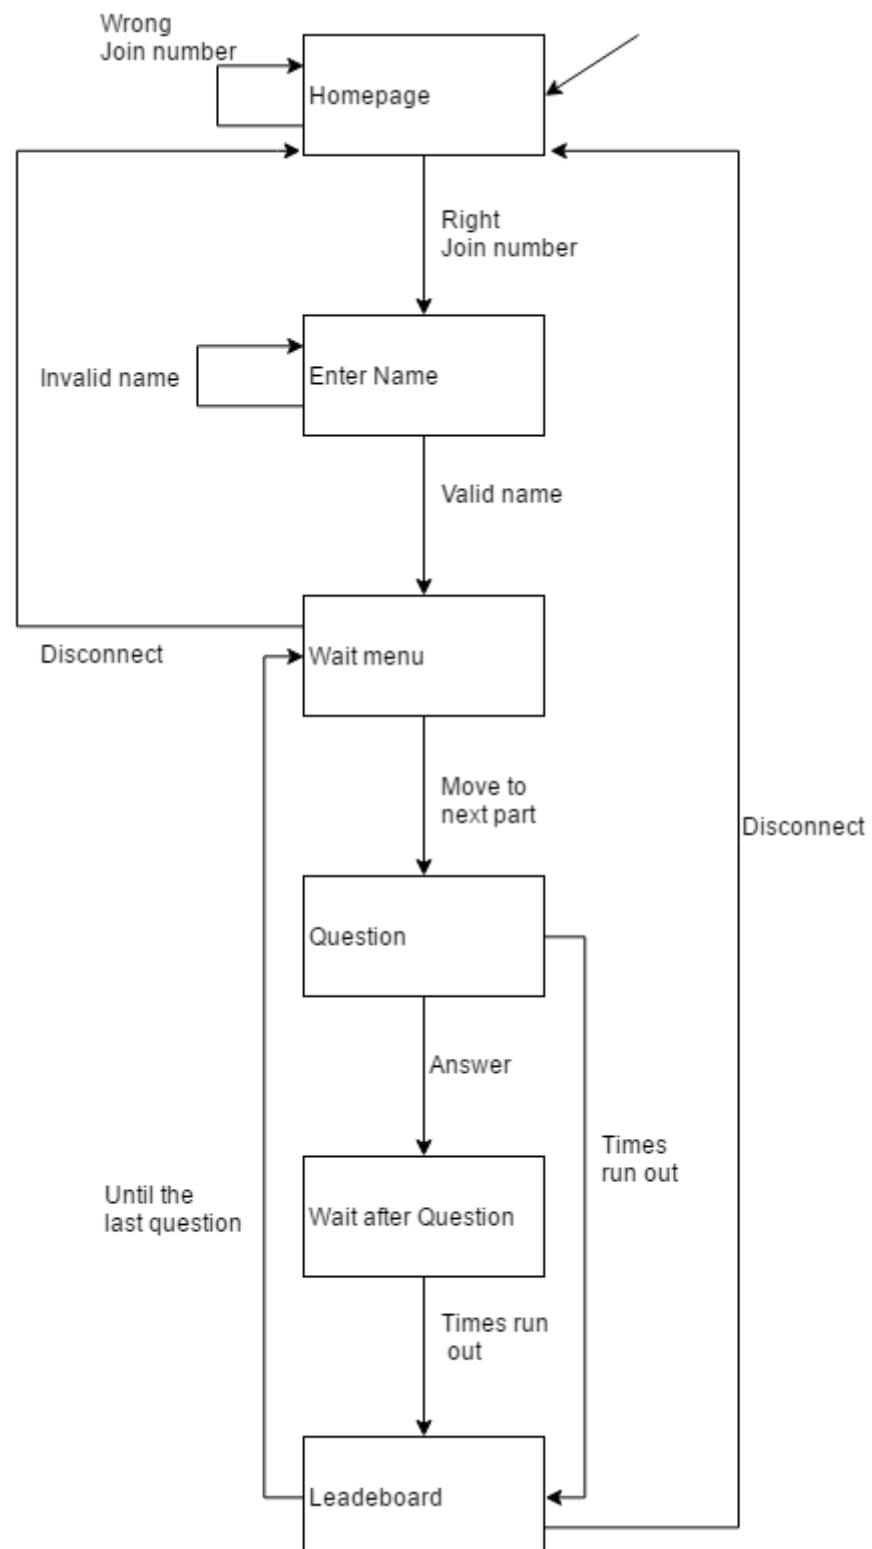 Wrong
Join number
Homepage
Right
Join number
Invalid name
Enter Name
Valid name
Disconnect
Wait menu
Move to
next part
Disconnect
Question
Answer
Times
run out
Until the
last question
Wait after Question
Times run
out
Leadeboard